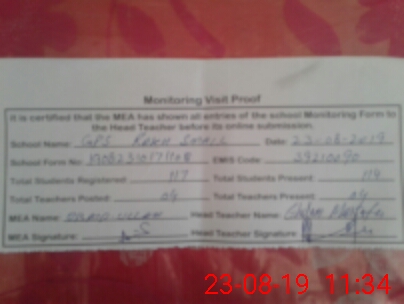 Monitoring Visit Proof
It is certified that the MEA has shown all entries of the school Monitoring Form to
the Head Teacher before its online submission.
School Name: GPS Date: 23-08-2019
School Form No: EMIS Code: 39210090
Total Students Registered: 117 Total Students Present: 114
Total Teachers Posted: 04 Total Teachers Present: 04
MEA Name: Head Teacher Name:
MEA Signature: Head Teacher Signature
23-08-19 11:34